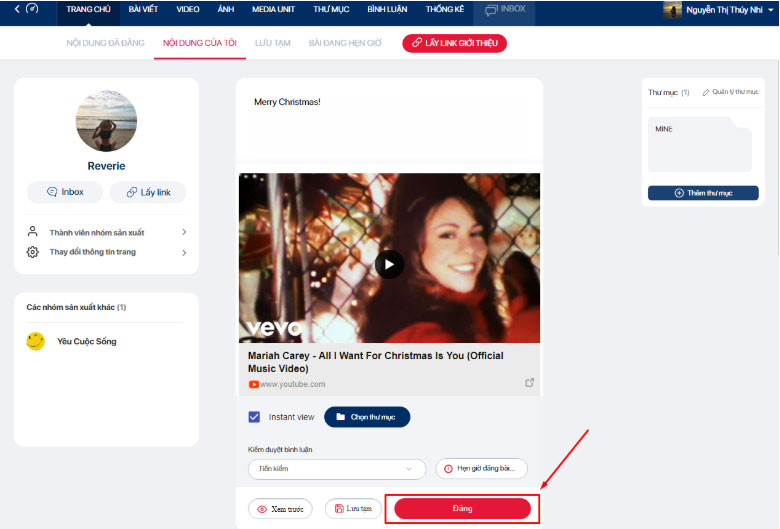 TRANG CHỦ BÀI VIẾT VIDEO ẢNH MEDIA UNIT THƯ MỤC BÌNH LUẬN THỐNG KÊ INBOX Nguyễn Thị Thúy Nhi
NỘI DUNG ĐÃ ĐĂNG NỘI DUNG CỦA TÔI LƯU TẠM BÀI ĐANG HẸN GIỜ LẤY LINK GIỚI THIỆU
Reverie
Inbox Lấy link
Thành viên nhóm sản xuất
Thay đổi thông tin trang
Các nhóm sản xuất khác (1)
Yêu Cuộc Sống
Merry Christmas!
vevo
Mariah Carey - All I Want For Christmas Is You (Official
Music Video)
www.youtube.com
Instant view Chọn thư mục
Kiểm duyệt bình luận
Tiền kiểm Hẹn giờ đăng bài...
Xem trước Lưu tạm Đăng
Thư mục (1) Quản lý thư mục
MINE
Thêm thư mục